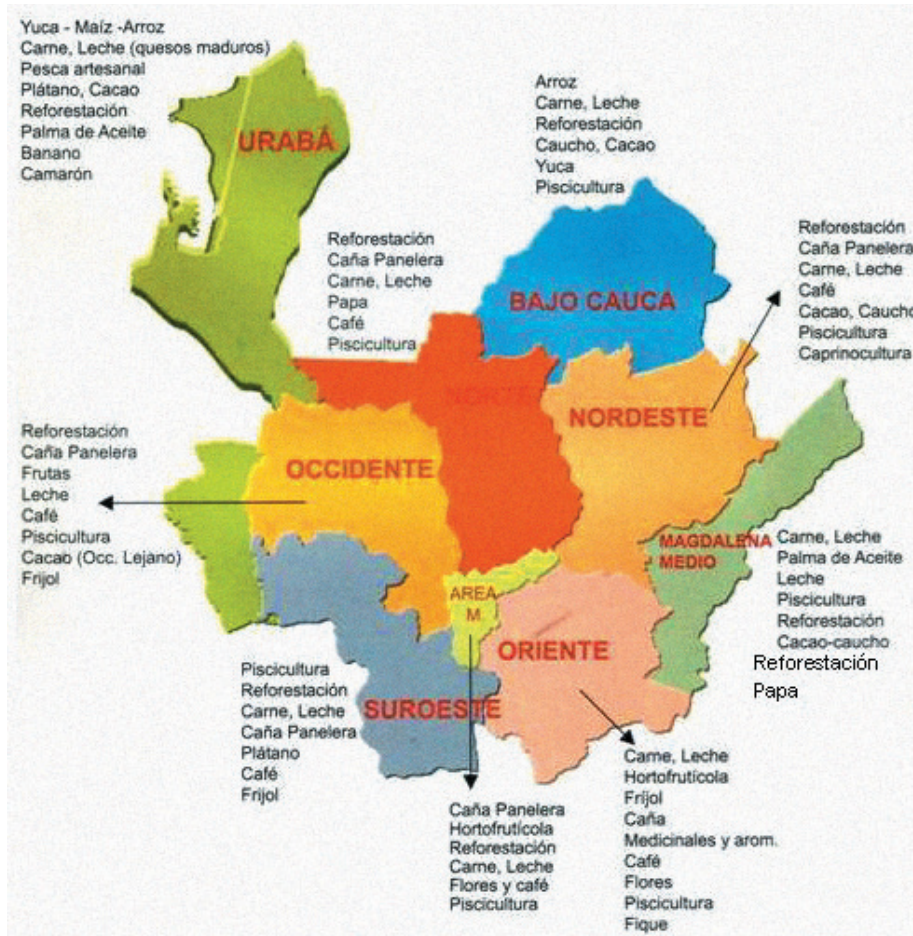 Yuca - Maíz -Arroz
Carne, Leche (quesos maduros)
Pesca artesanal
Plátano, Cacao
Reforestación
Palma de Aceite
Banano
Camarón
URABÁ
Arroz
Carne, Leche
Reforestación
Caucho, Cacao
Yuca
Piscicultura
BAJO CAUCA
Reforestación
Caña Panelera
Carne, Leche
Papa
Café
Piscicultura
NORTE
Reforestación
Caña Panelera
Carne, Leche
Café
Cacao, Caucho
Piscicultura
Caprinocultura
NORDESTE
Reforestación
Caña Panelera
Frutas
Leche
Café
Piscicultura
Cacao (Occ. Lejano)
Frijol
OCCIDENTE
MAGDALENA
MEDIO
Carne, Leche
Palma de Aceite
Leche
Piscicultura
Reforestación
Cacao-caucho
Reforestación
Papa
AREA
M
ORIENTE
SUROESTE
Piscicultura
Reforestación
Carne, Leche
Caña Panelera
Plátano
Café
Frijol
Caña Panelera
Hortofrutícola
Reforestación
Carne, Leche
Flores y café
Piscicultura
Carne, Leche
Hortofrutícola
Fríjol
Caña
Medicinales y arom.
Café
Flores
Piscicultura
Fique